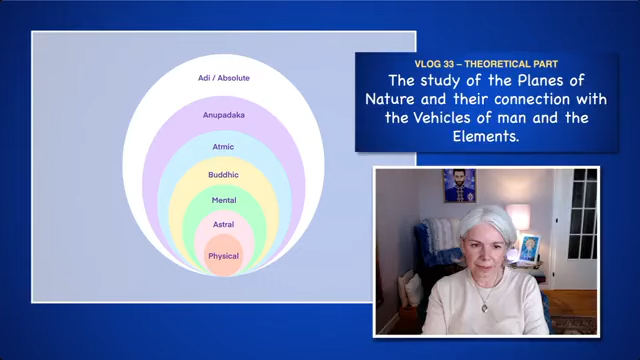 Adi / Absolute
Anupadaka
Atmic
Buddhic
Mental
Astral
Physical
VLOG 33 – THEORETICAL PART
The study of the Planes of
Nature and their connection with
the Vehicles of man and the
Elements.